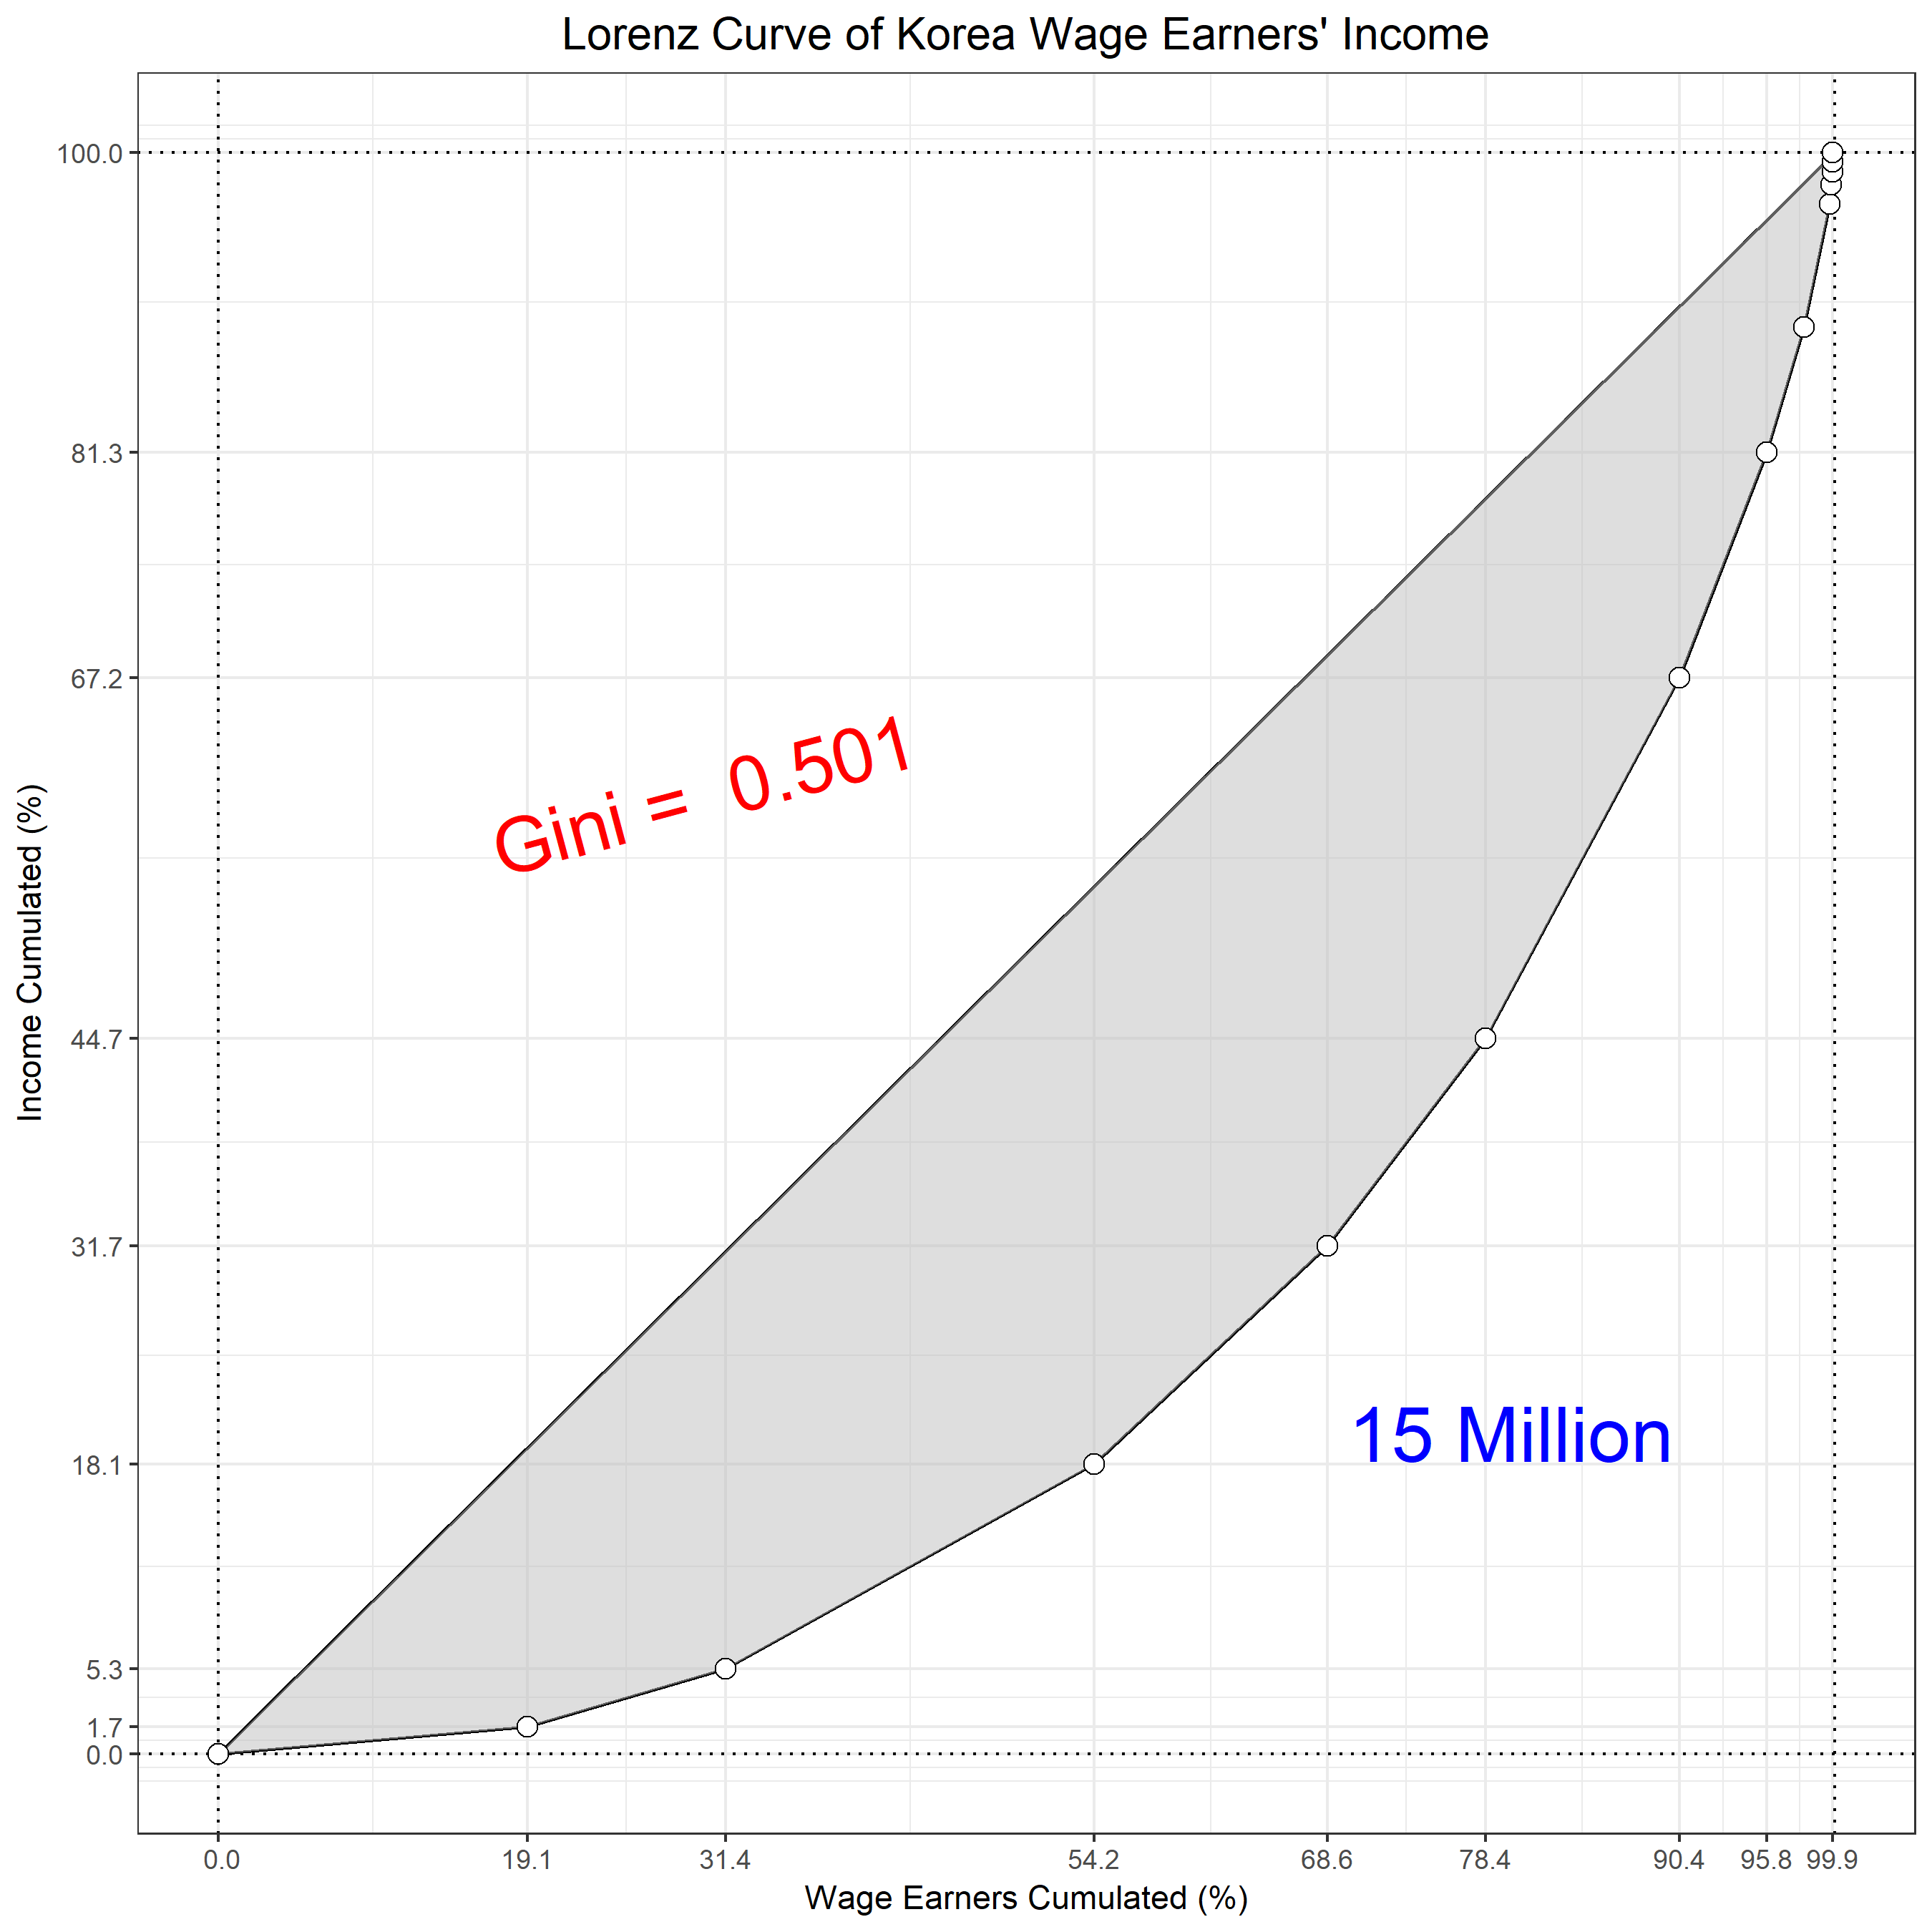 Lorenz Curve of Korea Wage Earners' Income
Income Cumulated (%)
100.0
81.3
67.2
44.7
31.7
18.1
5.3
1.7
0.0
Gini = 0.501
15 Million
0.0 19.1 31.4 54.2 68.6 78.4 90.4 95.8 99.9
Wage Earners Cumulated (%)